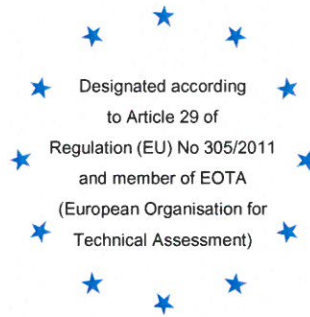 Designated according
to Article 29 of
Regulation (EU) No 305/2011
and member of EOTA
(European Organisation for
Technical Assessment)